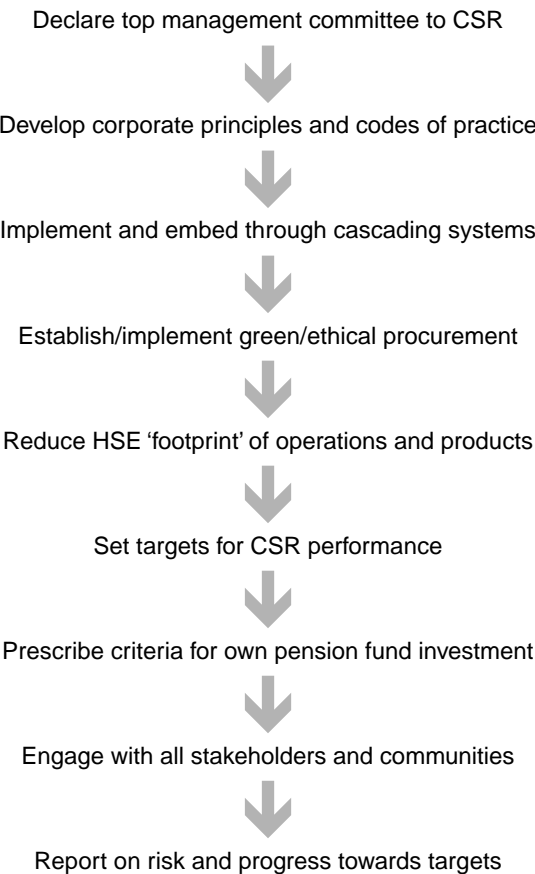 Declare top management committee to CSR
Develop corporate principles and codes of practice
Implement and embed through cascading systems
Establish/implement green/ethical procurement
Reduce HSE ‘footprint’ of operations and products
Set targets for CSR performance
Prescribe criteria for own pension fund investment
Engage with all stakeholders and communities
Report on risk and progress towards targets